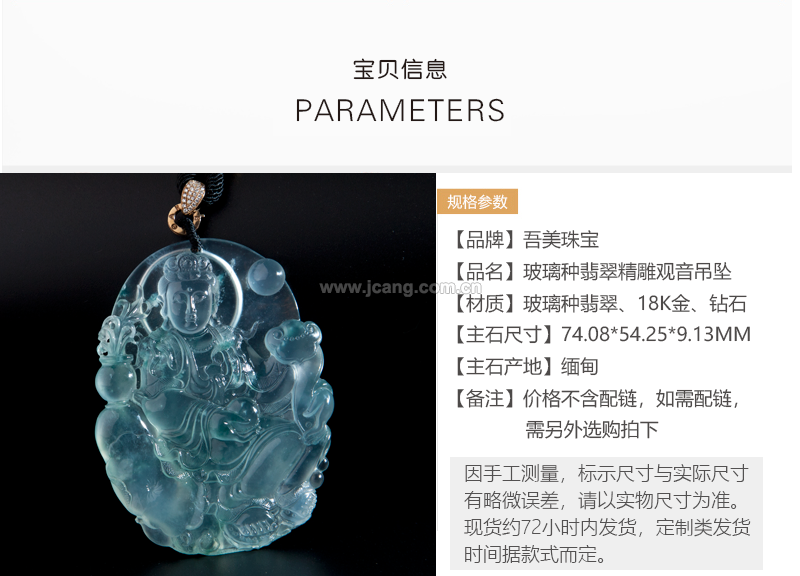 宝贝信息
PARAMETERS
www.jcang.com.cn
规格参数
【品牌】吾美珠宝
【品名】玻璃种翡翠精雕观音吊坠
【材质】玻璃种翡翠、18K金、钻石
【主石尺寸】74.08*54.25*9.13MM
【主石产地】缅甸
【备注】价格不含配链，如需配链，
需另外选购拍下
因手工测量，标示尺寸与实际尺寸
有略微误差，请以实物尺寸为准。
现货约72小时内发货，定制类发货
时间据款式而定。